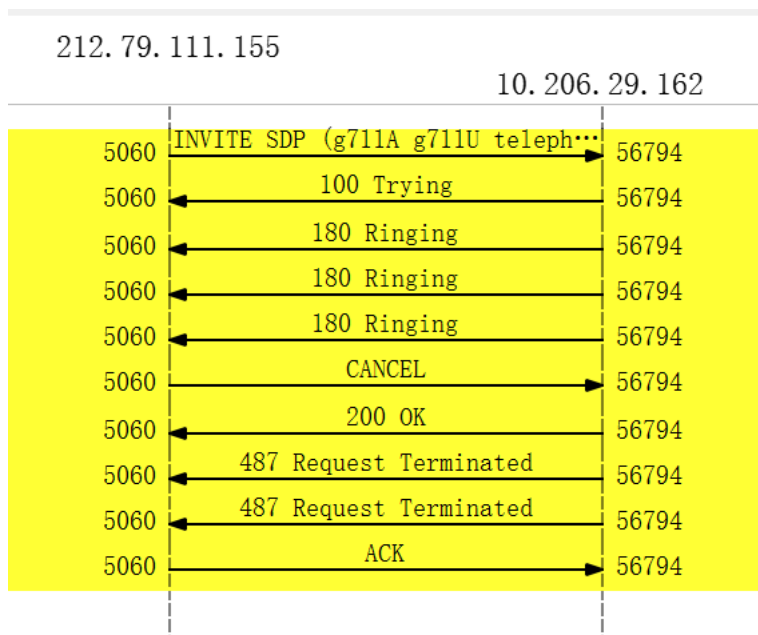 212.79.111.155
10.206.29.162
INVITE SDP (g711A g711U teleph…
5060 56794
100 Trying
5060 56794
180 Ringing
5060 56794
180 Ringing
5060 56794
180 Ringing
5060 56794
CANCEL
5060 56794
200 OK
5060 56794
487 Request Terminated
5060 56794
487 Request Terminated
5060 56794
ACK
5060 56794